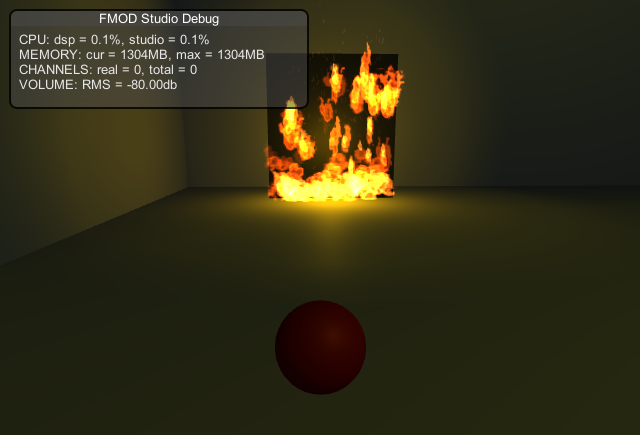 FMOD Studio Debug
CPU: dsp = 0.1%, studio = 0.1%
MEMORY: cur = 1304MB, max = 1304MB
CHANNELS: real = 0, total = 0
VOLUME: RMS = -80.00db